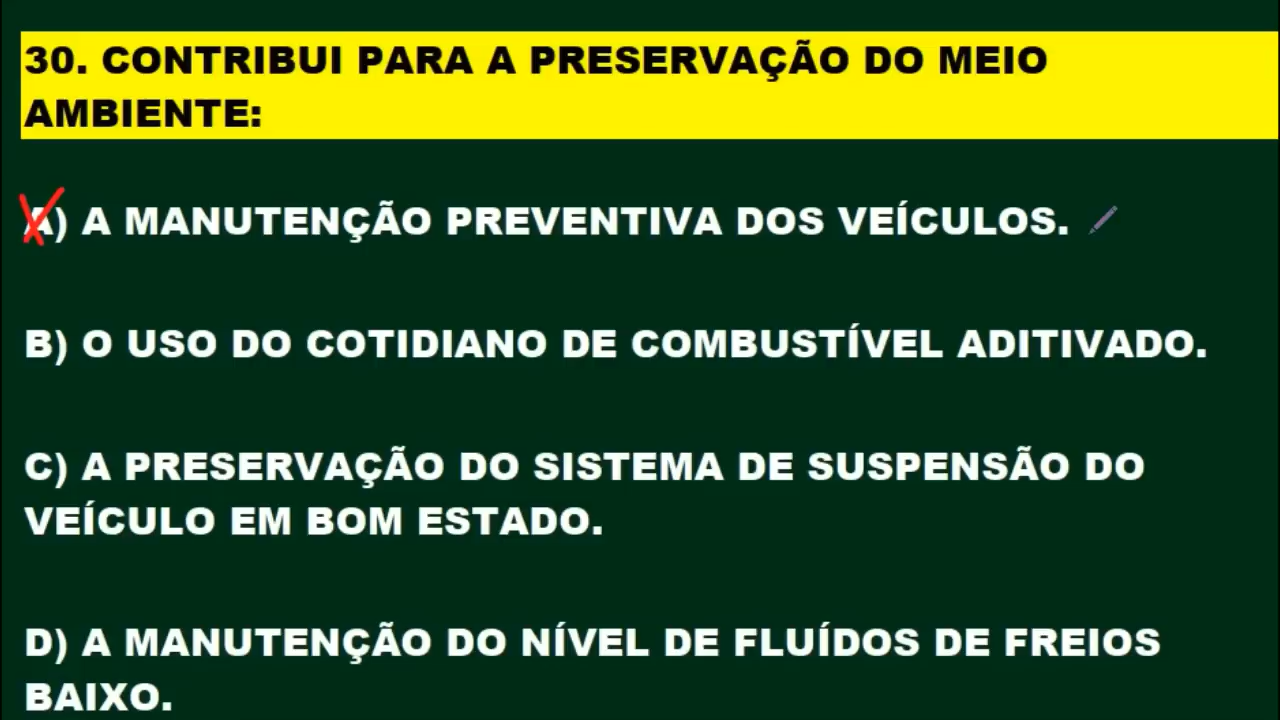 30. CONTRIBUI PARA A PRESERVAÇÃO DO MEIO
AMBIENTE:
A) A MANUTENÇÃO PREVENTIVA DOS VEÍCULOS.
B) O USO DO COTIDIANO DE COMBUSTÍVEL ADITIVADO.
C) A PRESERVAÇÃO DO SISTEMA DE SUSPENSÃO DO
VEÍCULO EM BOM ESTADO.
D) A MANUTENÇÃO DO NÍVEL DE FLUÍDOS DE FREIOS
BAIXO.